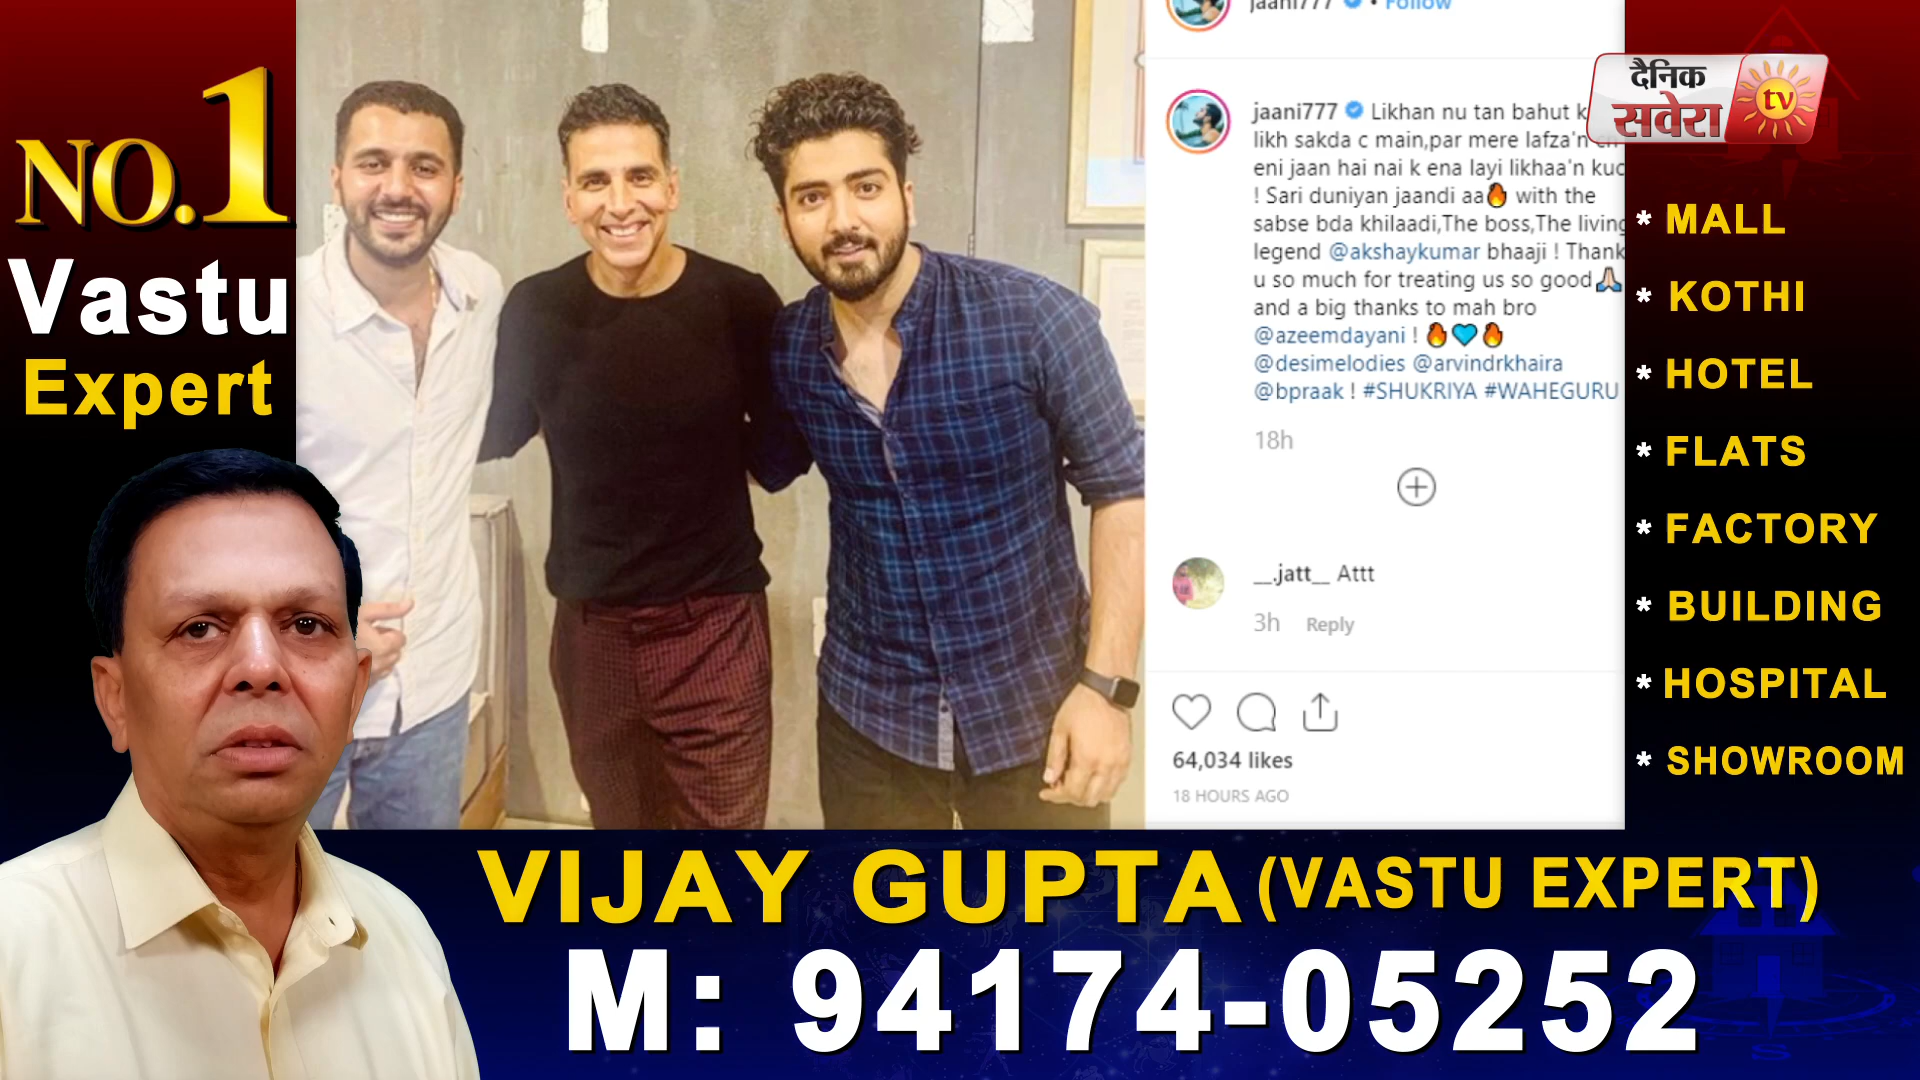 NO.1
Vastu
Expert
jaani777 • Follow
jaani777 Likhan nu tan bahut
likh sakda c main,par mere lafza'n
eni jaan hai nai k ena layi likhaa'n
! Sari duniyan jaandi aa🔥 with the
sabse bda khilaadi,The boss,The living
legend @akshaykumar bhaaji ! Thank
u so much for treating us so good🙏
and a big thanks to mah bro
@azeemdayani ! 🔥💙🔥
@desimelodies @arvindrkhaira
@bpraak ! #SHUKRIYA #WAHEGURU
18h
__.jatt__ Attt
3h Reply
64,034 likes
18 HOURS AGO
दैनिक
सवेरा tv
* MALL
* KOTHI
* HOTEL
* FLATS
* FACTORY
* BUILDING
* HOSPITAL
* SHOWROOM
VIJAY GUPTA (VASTU EXPERT)
M: 94174-05252